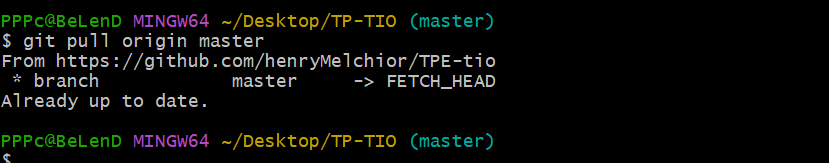 PPPc@BeLenD MINGW64 ~/Desktop/TP-TIO (master)
$ git pull origin master
From https://github.com/henryMelchior/TPE-tio
 * branch            master     -> FETCH_HEAD
Already up to date.

PPPc@BeLenD MINGW64 ~/Desktop/TP-TIO (master)
$